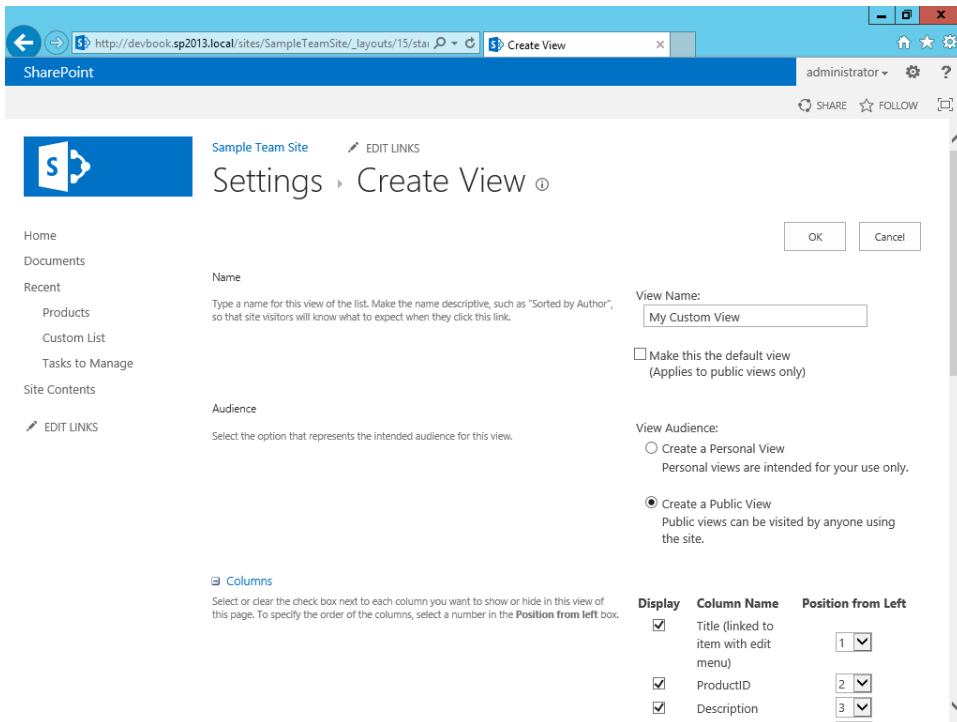 http://devbook.sp2013.local/sites/SampleTeamSite/_layouts/15/star
Create View
SharePoint
administrator
?
SHARE
FOLLOW
S
Sample Team Site
EDIT LINKS
Settings
Create View
Home
Documents
Recent
Products
Custom List
Tasks to Manage
Site Contents
EDIT LINKS
OK
Cancel
Name
Type a name for this view of the list. Make the name descriptive, such as "Sorted by Author",
so that site visitors will know what to expect when they click this link.
View Name:
My Custom View
Make this the default view
(Applies to public views only)
Audience
Select the option that represents the intended audience for this view.
View Audience:
Create a Personal View
Personal views are intended for your use only.
Create a Public View
Public views can be visited by anyone using
the site.
Columns
Select or clear the check box next to each column you want to show or hide in this view of
this page. To specify the order of the columns, select a number in the Position from left box.
Display Column Name Position from Left
Title (linked to
item with edit
menu)
1
ProductID 2
Description 3